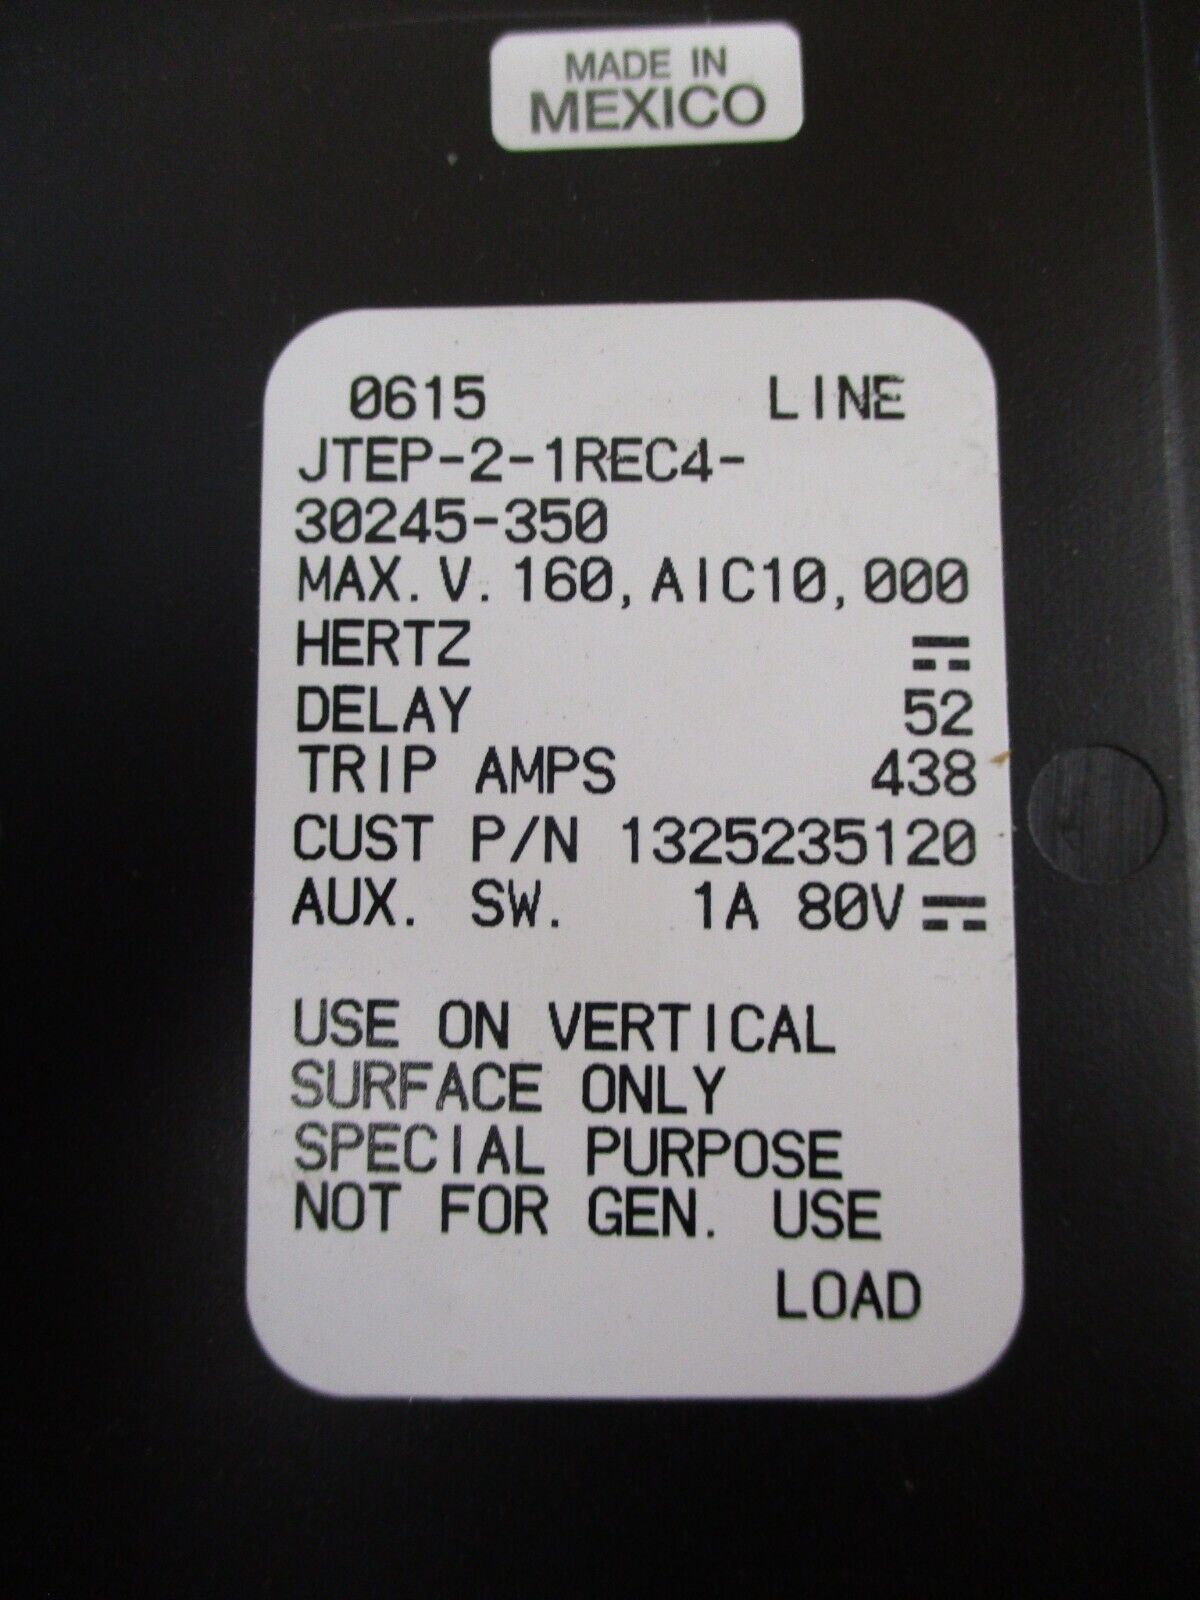 MADE IN
MEXICO
0615 LINE
JTEP-2-1REC4-
30245-350
MAX. V. 160, AIC10,000
HERTZ ⎓
DELAY 52
TRIP AMPS 438
CUST P/N 1325235120
AUX. SW. 1A 80V⎓
USE ON VERTICAL
SURFACE ONLY
SPECIAL PURPOSE
NOT FOR GEN. USE
LOAD